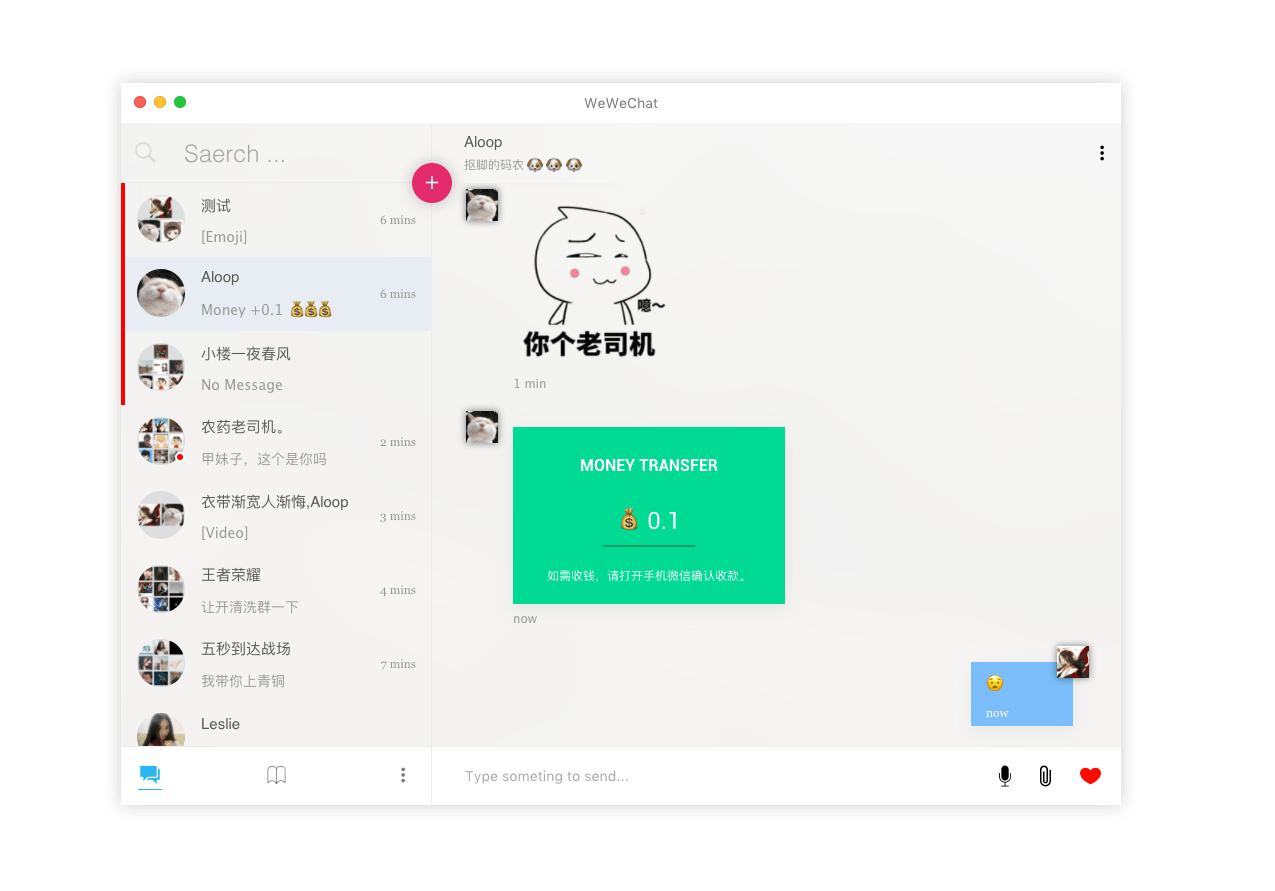 WeWeChat
Saerch ...
测试
6 mins
[Emoji]
Aloop
6 mins
Money +0.1 💰💰💰
小楼一夜春风
No Message
农药老司机。
2 mins
甲妹子，这个是你吗
衣带渐宽人渐悔,Aloop
3 mins
[Video]
王者荣耀
4 mins
让开清洗群一下
五秒到达战场
7 mins
我带你上青铜
Leslie
+
Aloop
抠脚的码农 🐶 🐶 🐶
噫～
你个老司机
1 min
MONEY TRANSFER
💰 0.1
如需收钱，请打开手机微信确认收款。
now
😟
now
Type someting to send...